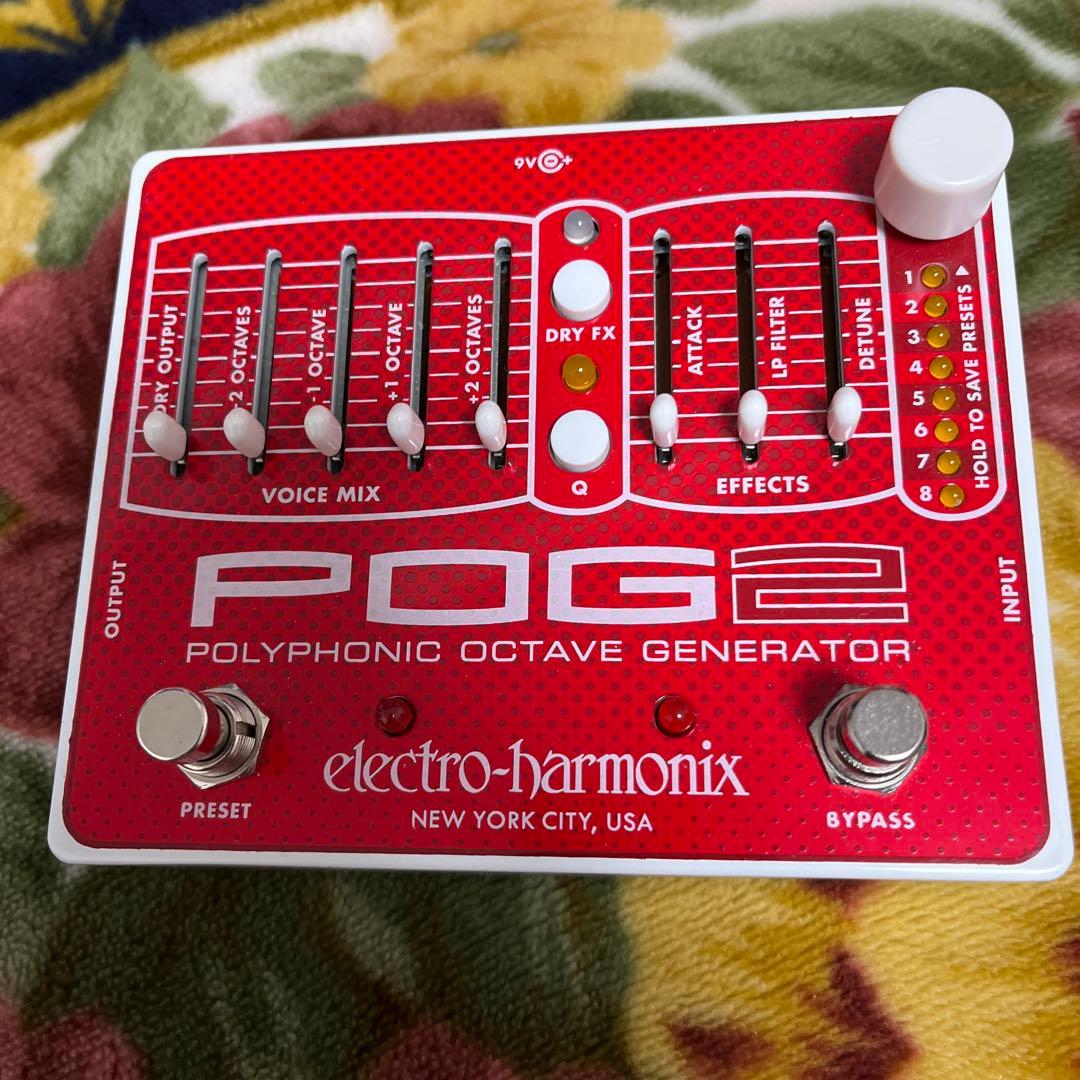 9V +
DRY OUTPUT
-2 OCTAVES
-1 OCTAVE
+1 OCTAVE
+2 OCTAVES
VOICE MIX
DRY FX
Q
ATTACK
LP FILTER
DETUNE
EFFECTS
1
2
3
4
5
6
7
8
HOLD TO SAVE PRESETS
OUTPUT
INPUT
POG2
POLYPHONIC OCTAVE GENERATOR
electro-harmonix
NEW YORK CITY, USA
PRESET
BYPASS